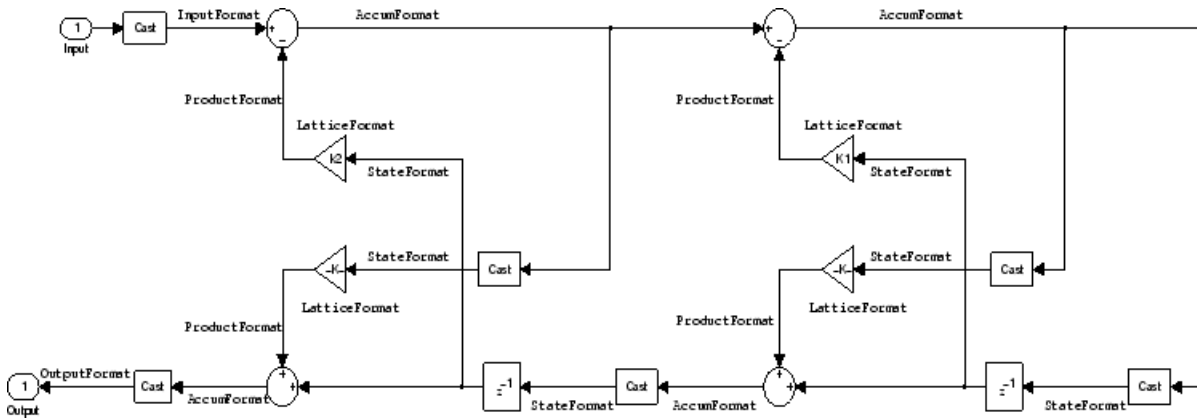 InputFormat
AccumFormat
AccumFormat
1
Cast
Input
+
−
+
−
ProductFormat
ProductFormat
LatticeFormat
LatticeFormat
k2
K1
StateFormat
StateFormat
StateFormat
StateFormat
-K-
Cast
-K-
Cast
LatticeFormat
LatticeFormat
ProductFormat
ProductFormat
OutputFormat
1
Cast
+
+
z-1
Cast
+
+
z-1
Cast
Output
AccumFormat
StateFormat
AccumFormat
StateFormat